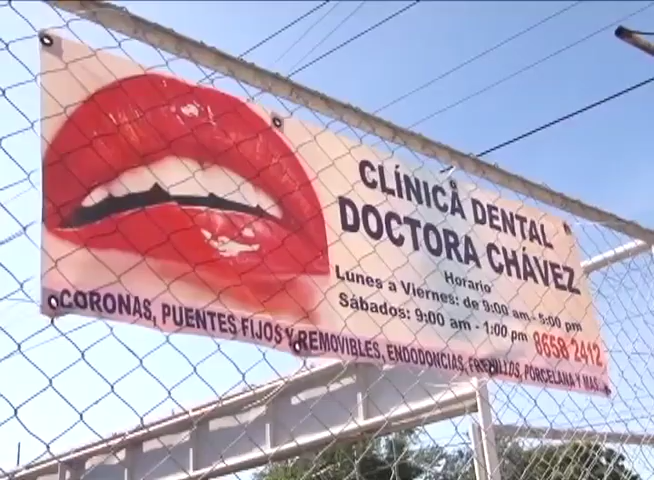 CLÍNICA DENTAL
DOCTORA CHÁVEZ
Horario
Lunes a Viernes: de 9:00 am - 5:00 pm
Sábados: 9:00 am - 1:00 pm
8658 2412
CORONAS, PUENTES FIJOS Y REMOVIBLES, ENDODONCIAS, FRENILLOS, PORCELANA Y MAS...